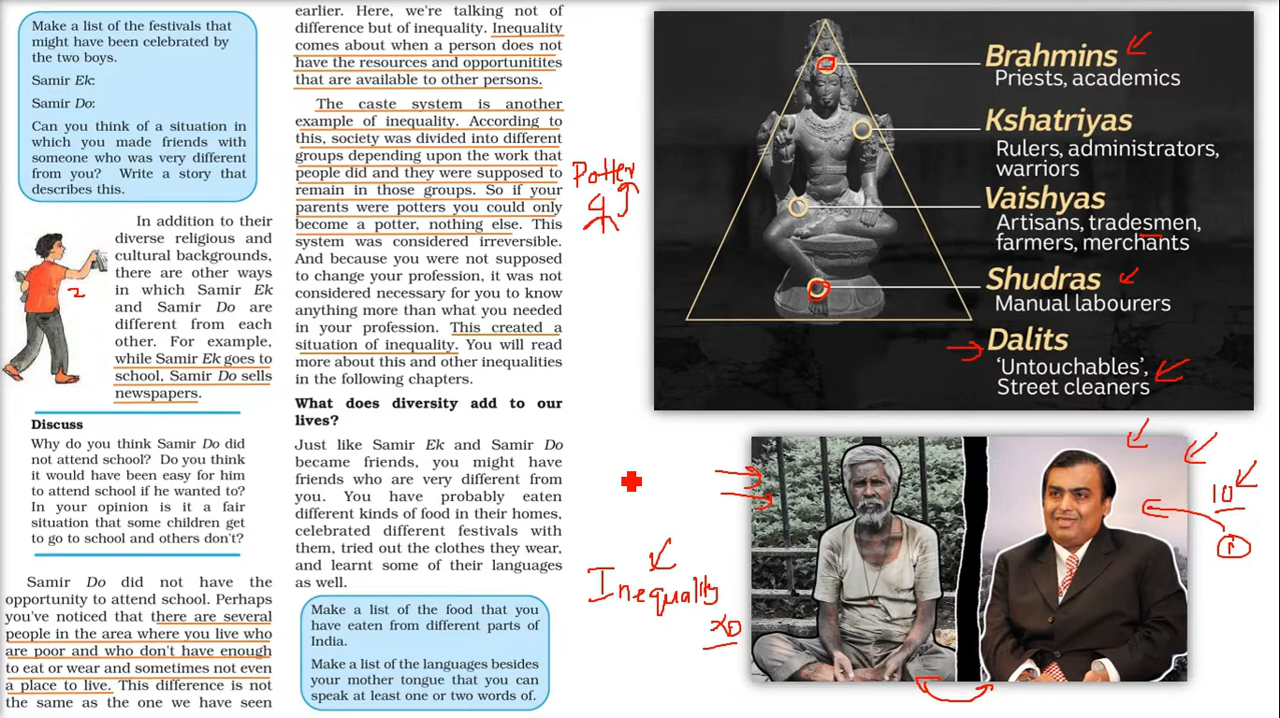 Make a list of the festivals that
might have been celebrated by
the two boys.
Samir Ek:
Samir Do:
Can you think of a situation in
which you made friends with
someone who was very different
from you? Write a story that
describes this.
2
In addition to their
diverse religious and
cultural backgrounds,
there are other ways
in which Samir Ek
and Samir Do are
different from each
other. For example,
while Samir Ek goes to
school, Samir Do sells
newspapers.
Discuss
Why do you think Samir Do did
not attend school? Do you think
it would have been easy for him
to attend school if he wanted to?
In your opinion is it a fair
situation that some children get
to go to school and others don't?
Samir Do did not have the
opportunity to attend school. Perhaps
you've noticed that there are several
people in the area where you live who
are poor and who don't have enough
to eat or wear and sometimes not even
a place to live. This difference is not
the same as the one we have seen
earlier. Here, we're talking not of
difference but of inequality. Inequality
comes about when a person does not
have the resources and opportunitites
that are available to other persons.
The caste system is another
example of inequality. According to
this, society was divided into different
groups depending upon the work that
people did and they were supposed to
remain in those groups. So if your
parents were potters you could only
become a potter, nothing else. This
system was considered irreversible.
And because you were not supposed
to change your profession, it was not
considered necessary for you to know
anything more than what you needed
in your profession. This created a
situation of inequality. You will read
more about this and other inequalities
in the following chapters.
What does diversity add to our
lives?
Just like Samir Ek and Samir Do
became friends, you might have
friends who are very different from
you. You have probably eaten
different kinds of food in their homes,
celebrated different festivals with
them, tried out the clothes they wear,
and learnt some of their languages
as well.
Make a list of the food that you
have eaten from different parts of
India.
Make a list of the languages besides
your mother tongue that you can
speak at least one or two words of.
Potter
Brahmins
Priests, academics
Kshatriyas
Rulers, administrators,
warriors
Vaishyas
Artisans, tradesmen,
farmers, merchants
Shudras
Manual labourers
Dalits
'Untouchables',
Street cleaners
Inequality
10